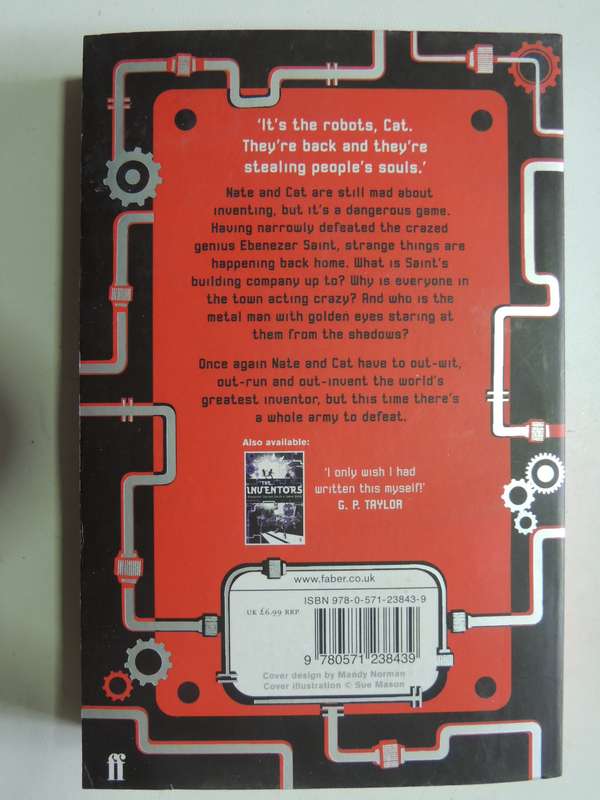 ‘It’s the robots, Cat.
They’re back and they’re
stealing people’s souls.’
Nate and Cat are still mad about
inventing, but it’s a dangerous game.
Having narrowly defeated the crazed
genius Ebenezer Saint, strange things are
happening back home. What is Saint’s
building company up to? Why is everyone in
the town acting crazy? And who is the
metal man with golden eyes staring at
them from the shadows?
Once again Nate and Cat have to out-wit,
out-run and out-invent the world’s
greatest inventor, but this time there’s
a whole army to defeat.
Also available:
THE
INVENTORS
‘I only wish I had
written this myself!’
G. P. TAYLOR
www.faber.co.uk
ISBN 978-0-571-23843-9
UK £6.99 RRP
9 780571 238439
Cover design by Mandy Norman
Cover illustration © Sue Mason
ff